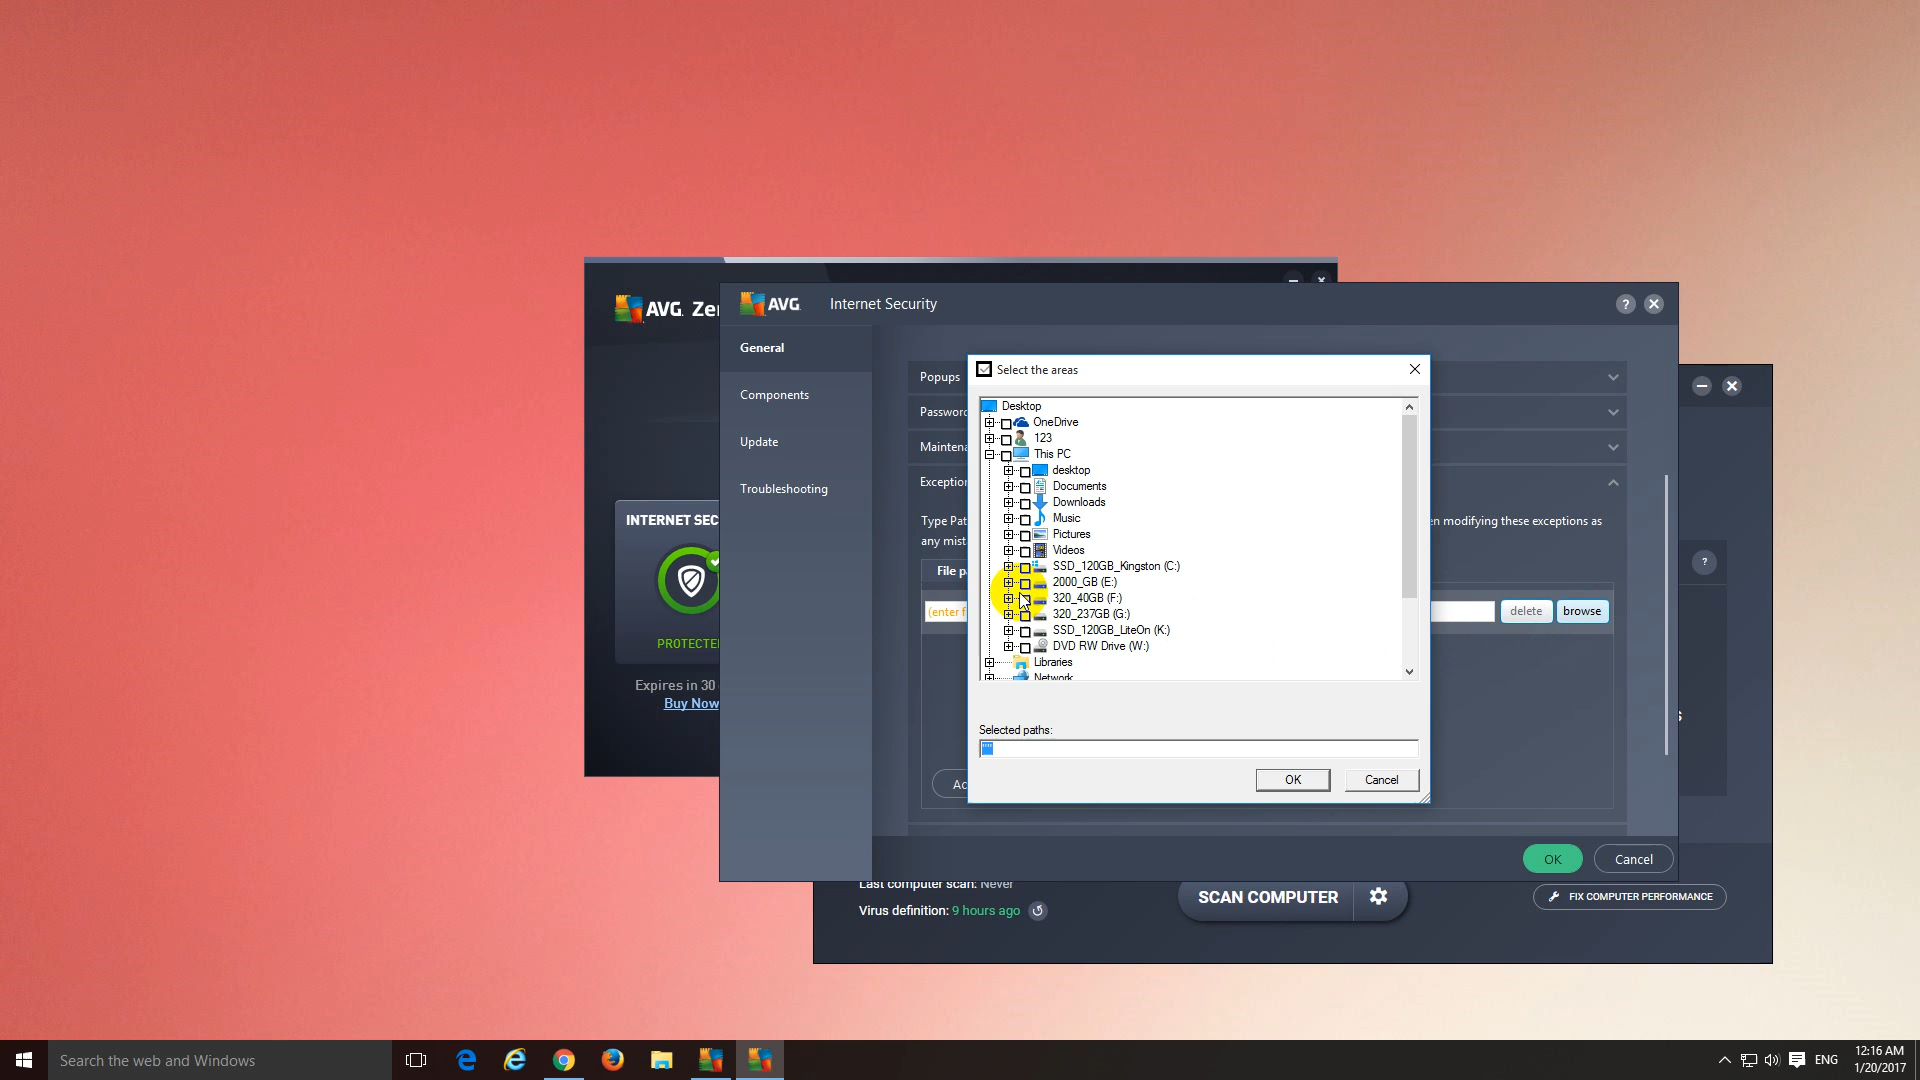 AVG. Zer
AVG.
Internet Security
General
Components
Update
Troubleshooting
Popups
Password
Maintena
Exception
Type Pat
en modifying these exceptions as
any mist
File pa
(enter f
delete
browse
INTERNET SEC
PROTECTE
Expires in 30
Buy Now
Select the areas
Desktop
OneDrive
123
This PC
desktop
Documents
Downloads
Music
Pictures
Videos
SSD_120GB_Kingston (C:)
2000_GB (E:)
320_40GB (F:)
320_237GB (G:)
SSD_120GB_LiteOn (K:)
DVD RW Drive (W:)
Libraries
Network
Selected paths:
""
OK
Cancel
OK
Cancel
Last computer scan: Never
Virus definition: 9 hours ago
SCAN COMPUTER
FIX COMPUTER PERFORMANCE
Search the web and Windows
ENG
12:16 AM
1/20/2017